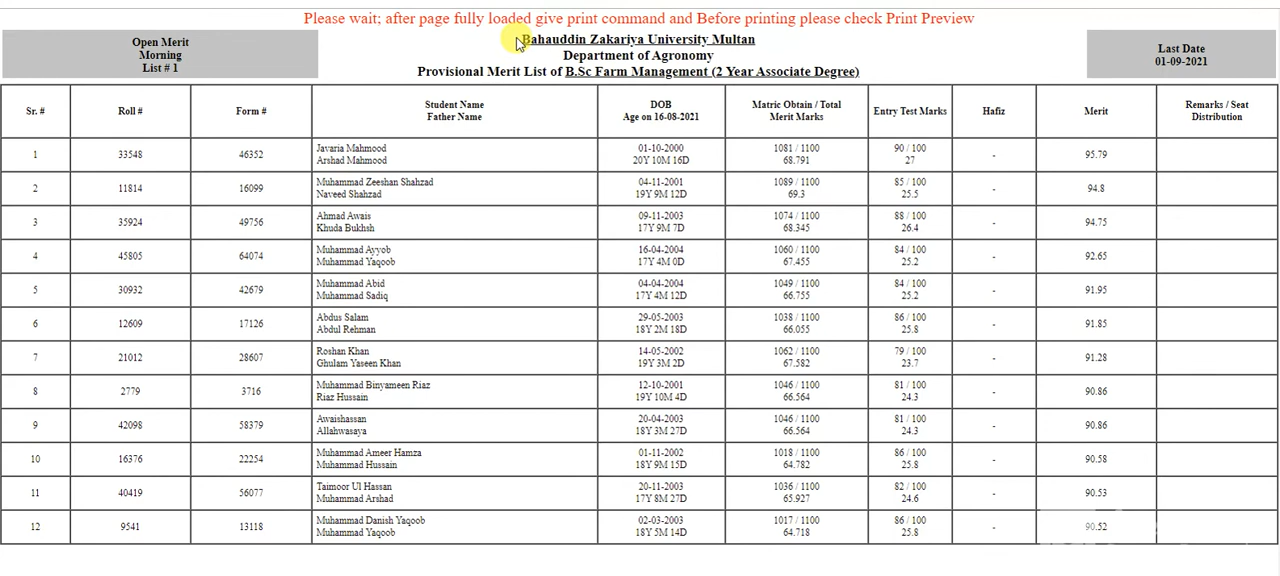 Please wait; after page fully loaded give print command and Before printing please check Print Preview
Open Merit
Morning
List # 1
Bahauddin Zakariya University Multan
Department of Agronomy
Provisional Merit List of B.Sc Farm Management (2 Year Associate Degree)
Last Date
01-09-2021
Sr. # Roll # Form # Student Name Father Name DOB Age on 16-08-2021 Matric Obtain / Total Merit Marks Entry Test Marks Hafiz Merit Remarks / Seat Distribution
1 33548 46352 Javaria Mahmood 01-10-2000 1081 / 1100 90 / 100 - 95.79
Arshad Mahmood 20Y 10M 16D 68.791 27
2 11814 16099 Muhammad Zeeshan Shahzad 04-11-2001 1089 / 1100 85 / 100 - 94.8
Naveed Shahzad 19Y 9M 12D 69.3 25.5
3 35924 49756 Ahmad Awais 09-11-2003 1074 / 1100 88 / 100 - 94.75
Khuda Bukhsh 17Y 9M 7D 68.345 26.4
4 45805 64074 Muhammad Ayyob 16-04-2004 1060 / 1100 84 / 100 - 92.65
Muhammad Yaqoob 17Y 4M 0D 67.455 25.2
5 30932 42679 Muhammad Abid 04-04-2004 1049 / 1100 84 / 100 - 91.95
Muhammad Sadiq 17Y 4M 12D 66.755 25.2
6 12609 17126 Abdus Salam 29-05-2003 1038 / 1100 86 / 100 - 91.85
Abdul Rehman 18Y 2M 18D 66.055 25.8
7 21012 28607 Roshan Khan 14-05-2002 1062 / 1100 79 / 100 - 91.28
Ghulam Yaseen Khan 19Y 3M 2D 67.582 23.7
8 2779 3716 Muhammad Binyameen Riaz 12-10-2001 1046 / 1100 81 / 100 - 90.86
Riaz Hussain 19Y 10M 4D 66.564 24.3
9 42098 58379 Awaishassan 20-04-2003 1046 / 1100 81 / 100 - 90.86
Allahwasaya 18Y 3M 27D 66.564 24.3
10 16376 22254 Muhammad Ameer Hamza 01-11-2002 1018 / 1100 86 / 100 - 90.58
Muhammad Hussain 18Y 9M 15D 64.782 25.8
11 40419 56077 Taimoor Ul Hassan 20-11-2003 1036 / 1100 82 / 100 - 90.53
Muhammad Arshad 17Y 8M 27D 65.927 24.6
12 9541 13118 Muhammad Danish Yaqoob 02-03-2003 1017 / 1100 86 / 100 - 90.52
Muhammad Yaqoob 18Y 5M 14D 64.718 25.8